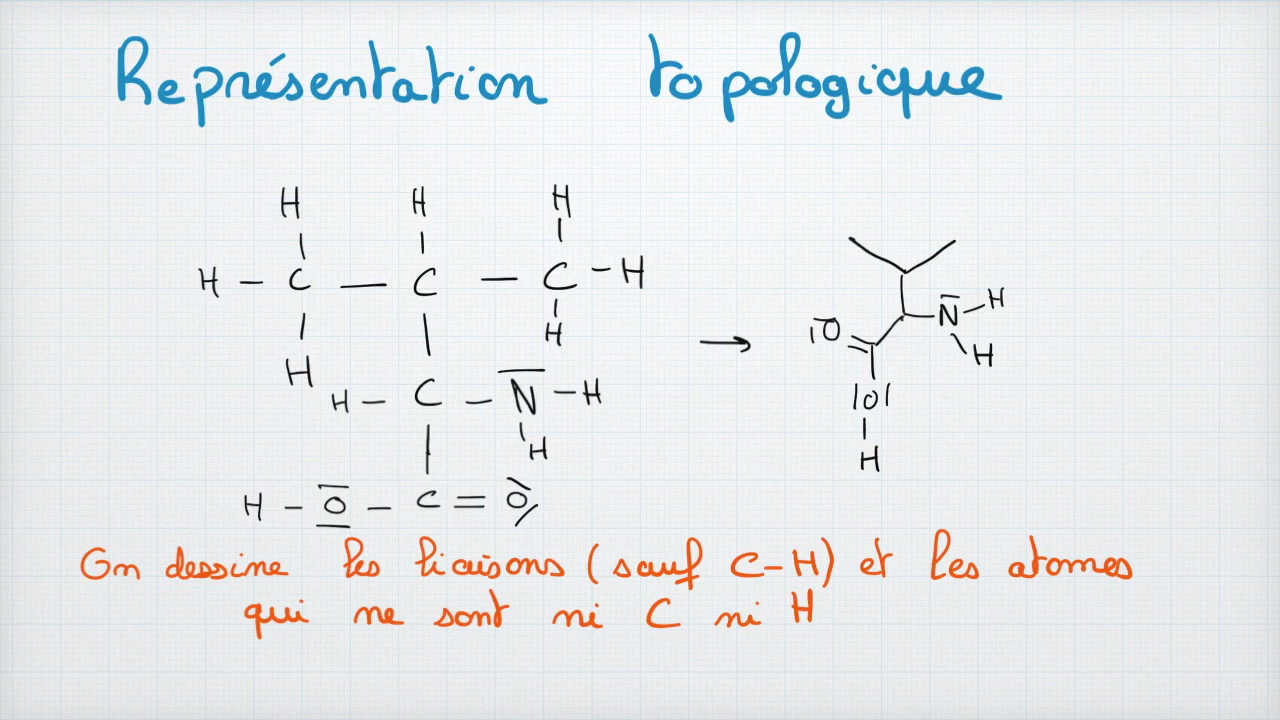 Représentation topologique
H H H
H - C - C - C - H
H H
H - C - N - H
H
H - O - C = O
→
O N H
H
O
H
On dessine les liaisons (sauf C-H) et les atomes
qui ne sont ni C ni H